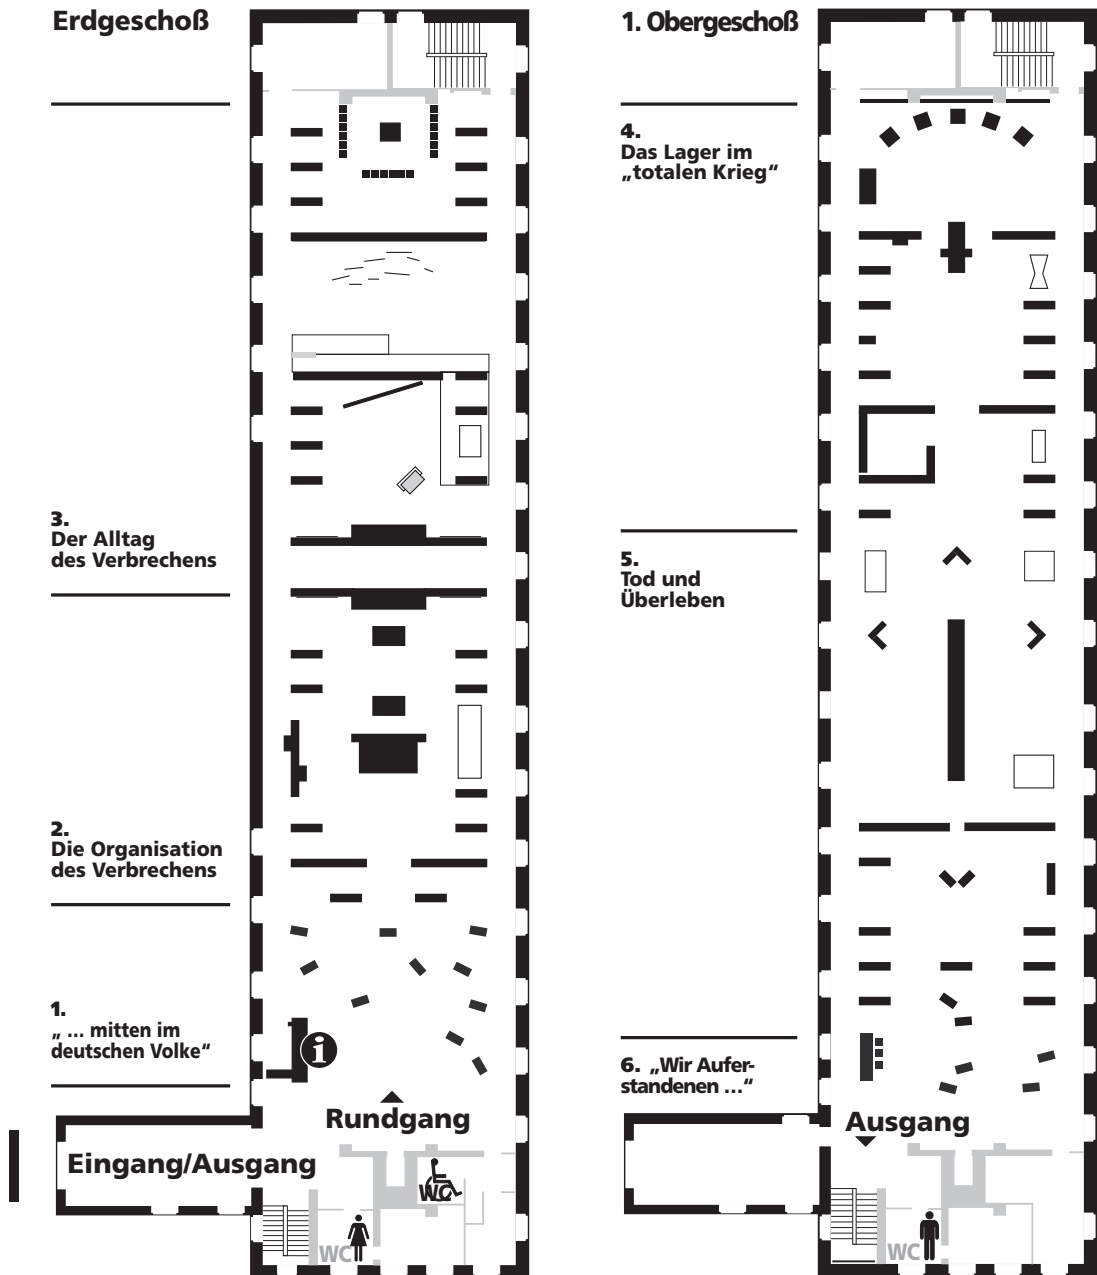 Erdgeschoß
3.
Der Alltag
des Verbrechens
2.
Die Organisation
des Verbrechens
1.
„ ... mitten im
deutschen Volke“
i
Rundgang
Eingang/Ausgang
WC
WC
1. Obergeschoß
4.
Das Lager im
„totalen Krieg“
5.
Tod und
Überleben
6. „Wir Aufer-
standenen ...“
Ausgang
WC